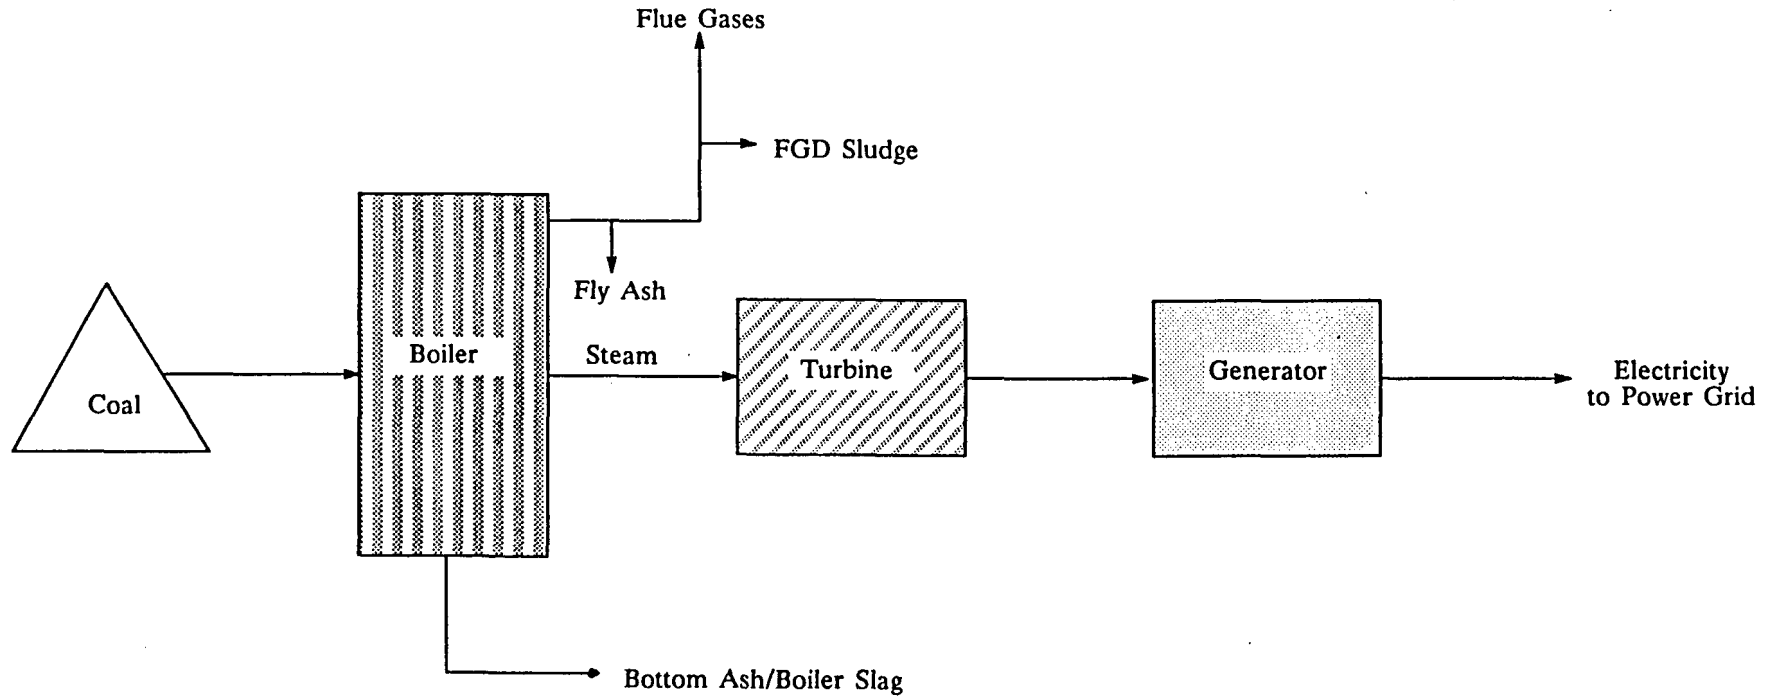 Flue Gases
FGD Sludge
Fly Ash
Boiler
Steam
Turbine
Generator
Electricity
to Power Grid
Coal
Bottom Ash/Boiler Slag